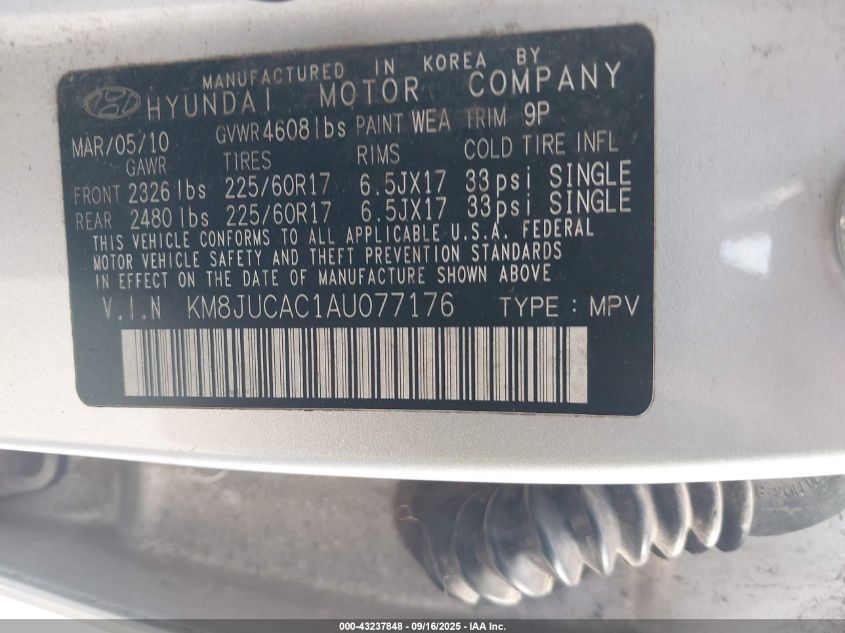 MANUFACTURED IN KOREA BY
HYUNDAI MOTOR COMPANY
MAR/05/10 GVWR 4608lbs PAINT WEA TRIM 9P
GAWR TIRES RIMS COLD TIRE INFL
FRONT 2326 lbs 225/60R17 6.5JX17 33psi SINGLE
REAR 2480 lbs 225/60R17 6.5JX17 33psi SINGLE
THIS VEHICLE CONFORMS TO ALL APPLICABLE U.S.A. FEDERAL
MOTOR VEHICLE SAFETY AND THEFT PREVENTION STANDARDS
IN EFFECT ON THE DATE OF MANUFACTURE SHOWN ABOVE
V.I.N KM8JUCAC1AU077176 TYPE : MPV
000-43237848 - 09/16/2025 - IAA Inc.